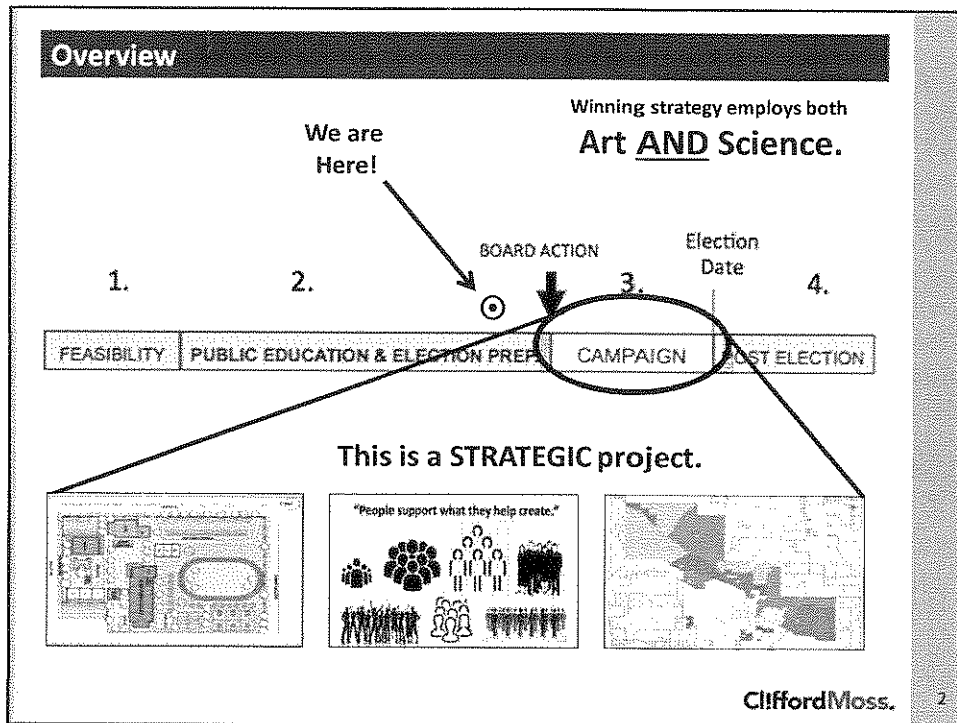 Overview
Winning strategy employs both
Art AND Science.
We are
Here!
BOARD ACTION
Election
Date
1.
2.
3.
4.
FEASIBILITY
PUBLIC EDUCATION & ELECTION PREP
CAMPAIGN
POST ELECTION
This is a STRATEGIC project.
"People support what they help create."
CliffordMoss.
2